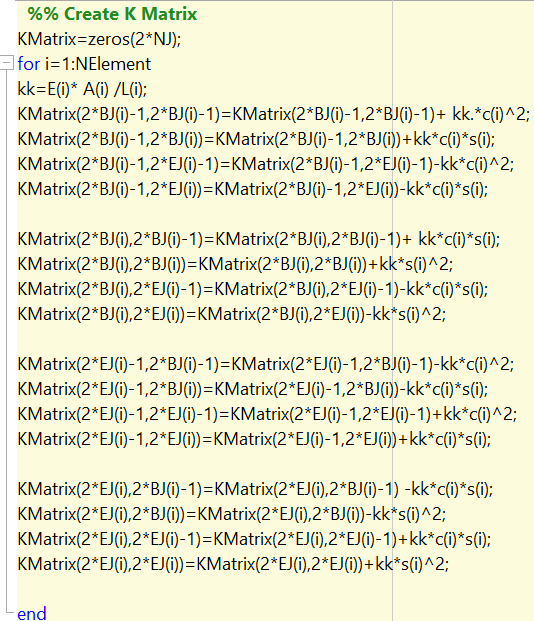 %% Create K Matrix
KMatrix=zeros(2*NJ);
for i=1:NElement
kk=E(i)* A(i) /L(i);
KMatrix(2*BJ(i)-1,2*BJ(i)-1)=KMatrix(2*BJ(i)-1,2*BJ(i)-1)+ kk.*c(i)^2;
KMatrix(2*BJ(i)-1,2*BJ(i))=KMatrix(2*BJ(i)-1,2*BJ(i))+kk*c(i)*s(i);
KMatrix(2*BJ(i)-1,2*EJ(i)-1)=KMatrix(2*BJ(i)-1,2*EJ(i)-1)-kk*c(i)^2;
KMatrix(2*BJ(i)-1,2*EJ(i))=KMatrix(2*BJ(i)-1,2*EJ(i))-kk*c(i)*s(i);
KMatrix(2*BJ(i),2*BJ(i)-1)=KMatrix(2*BJ(i),2*BJ(i)-1)+ kk*c(i)*s(i);
KMatrix(2*BJ(i),2*BJ(i))=KMatrix(2*BJ(i),2*BJ(i))+kk*s(i)^2;
KMatrix(2*BJ(i),2*EJ(i)-1)=KMatrix(2*BJ(i),2*EJ(i)-1)-kk*c(i)*s(i);
KMatrix(2*BJ(i),2*EJ(i))=KMatrix(2*BJ(i),2*EJ(i))-kk*s(i)^2;
KMatrix(2*EJ(i)-1,2*BJ(i)-1)=KMatrix(2*EJ(i)-1,2*BJ(i)-1)-kk*c(i)^2;
KMatrix(2*EJ(i)-1,2*BJ(i))=KMatrix(2*EJ(i)-1,2*BJ(i))-kk*c(i)*s(i);
KMatrix(2*EJ(i)-1,2*EJ(i)-1)=KMatrix(2*EJ(i)-1,2*EJ(i)-1)+kk*c(i)^2;
KMatrix(2*EJ(i)-1,2*EJ(i))=KMatrix(2*EJ(i)-1,2*EJ(i))+kk*c(i)*s(i);
KMatrix(2*EJ(i),2*BJ(i)-1)=KMatrix(2*EJ(i),2*BJ(i)-1) -kk*c(i)*s(i);
KMatrix(2*EJ(i),2*BJ(i))=KMatrix(2*EJ(i),2*BJ(i))-kk*s(i)^2;
KMatrix(2*EJ(i),2*EJ(i)-1)=KMatrix(2*EJ(i),2*EJ(i)-1)+kk*c(i)*s(i);
KMatrix(2*EJ(i),2*EJ(i))=KMatrix(2*EJ(i),2*EJ(i))+kk*s(i)^2;
end